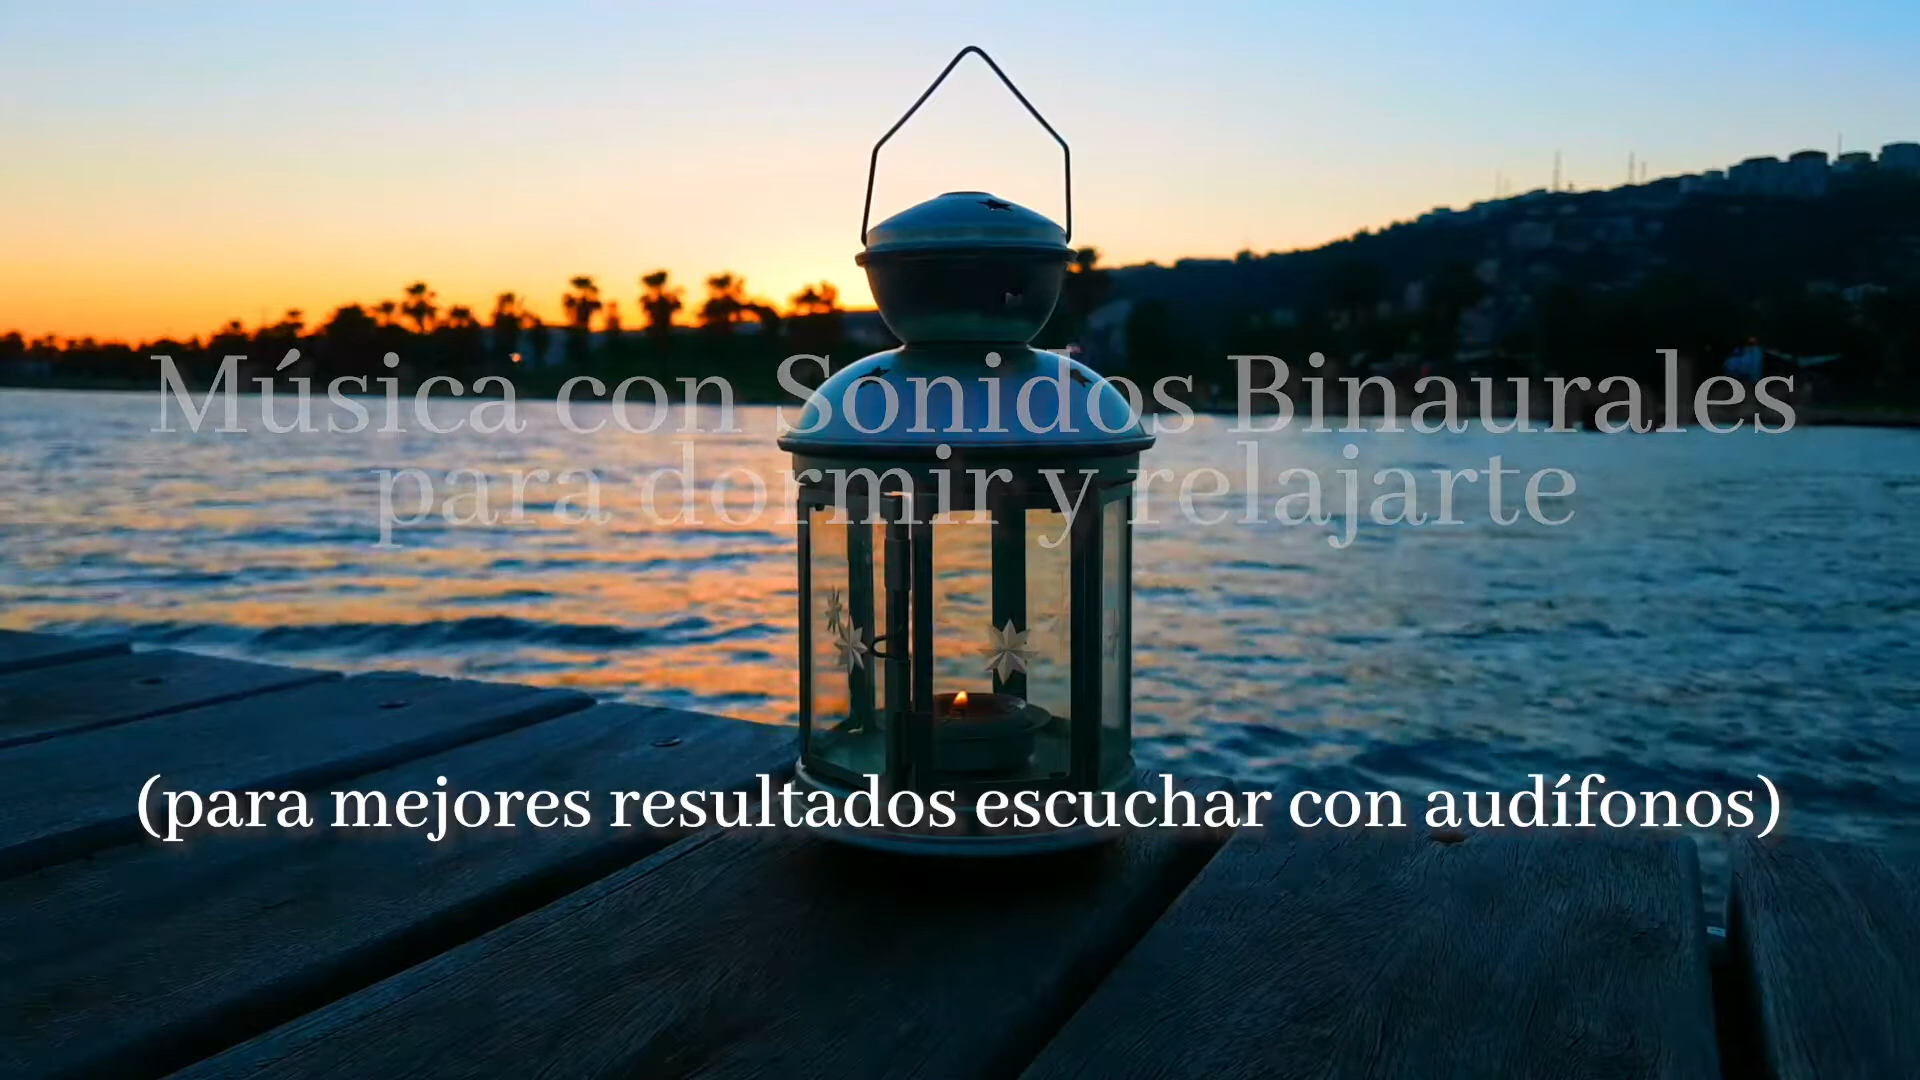 Música con Sonidos Binaurales
para dormir y relajarte
(para mejores resultados escuchar con audífonos)